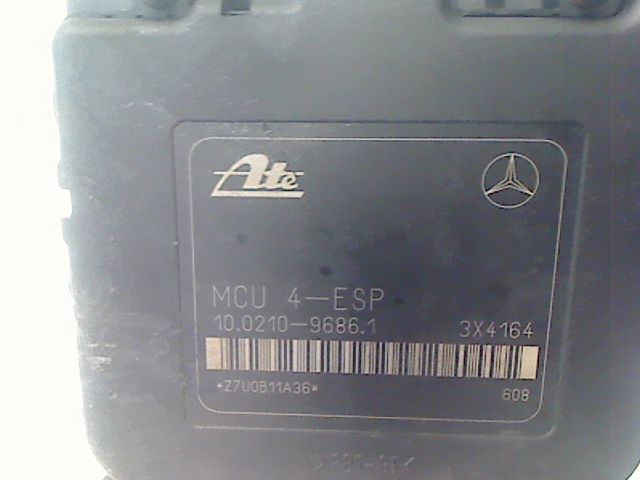 Ate
MCU 4-ESP
10.0210-9686.1 3X4164
*Z7U0B11A36*
608